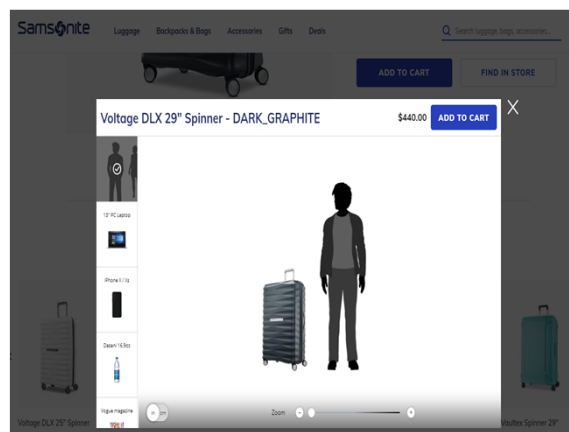 Samsonite
Luggage Backpacks & Bags Accessories Gifts Deals
Search luggage, bags, accessories...
ADD TO CART FIND IN STORE
X
Voltage DLX 29" Spinner - DARK_GRAPHITE $440.00 ADD TO CART
13" PC Laptop
Dasani 16.9oz
Vogue magazine
in cm
Zoom - +
Voltage DLX 25" Spinner
Vaultex Spinner 29"